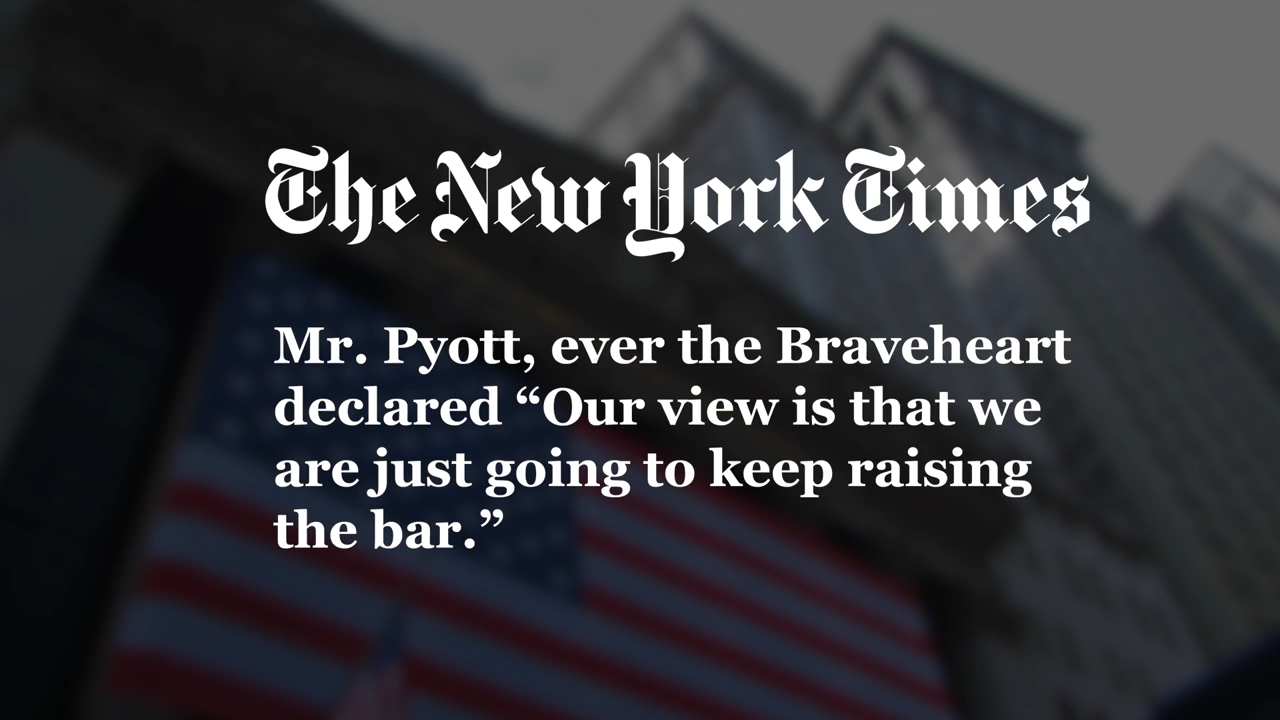 The New York Times
Mr. Pyott, ever the Braveheart
declared “Our view is that we
are just going to keep raising
the bar.”